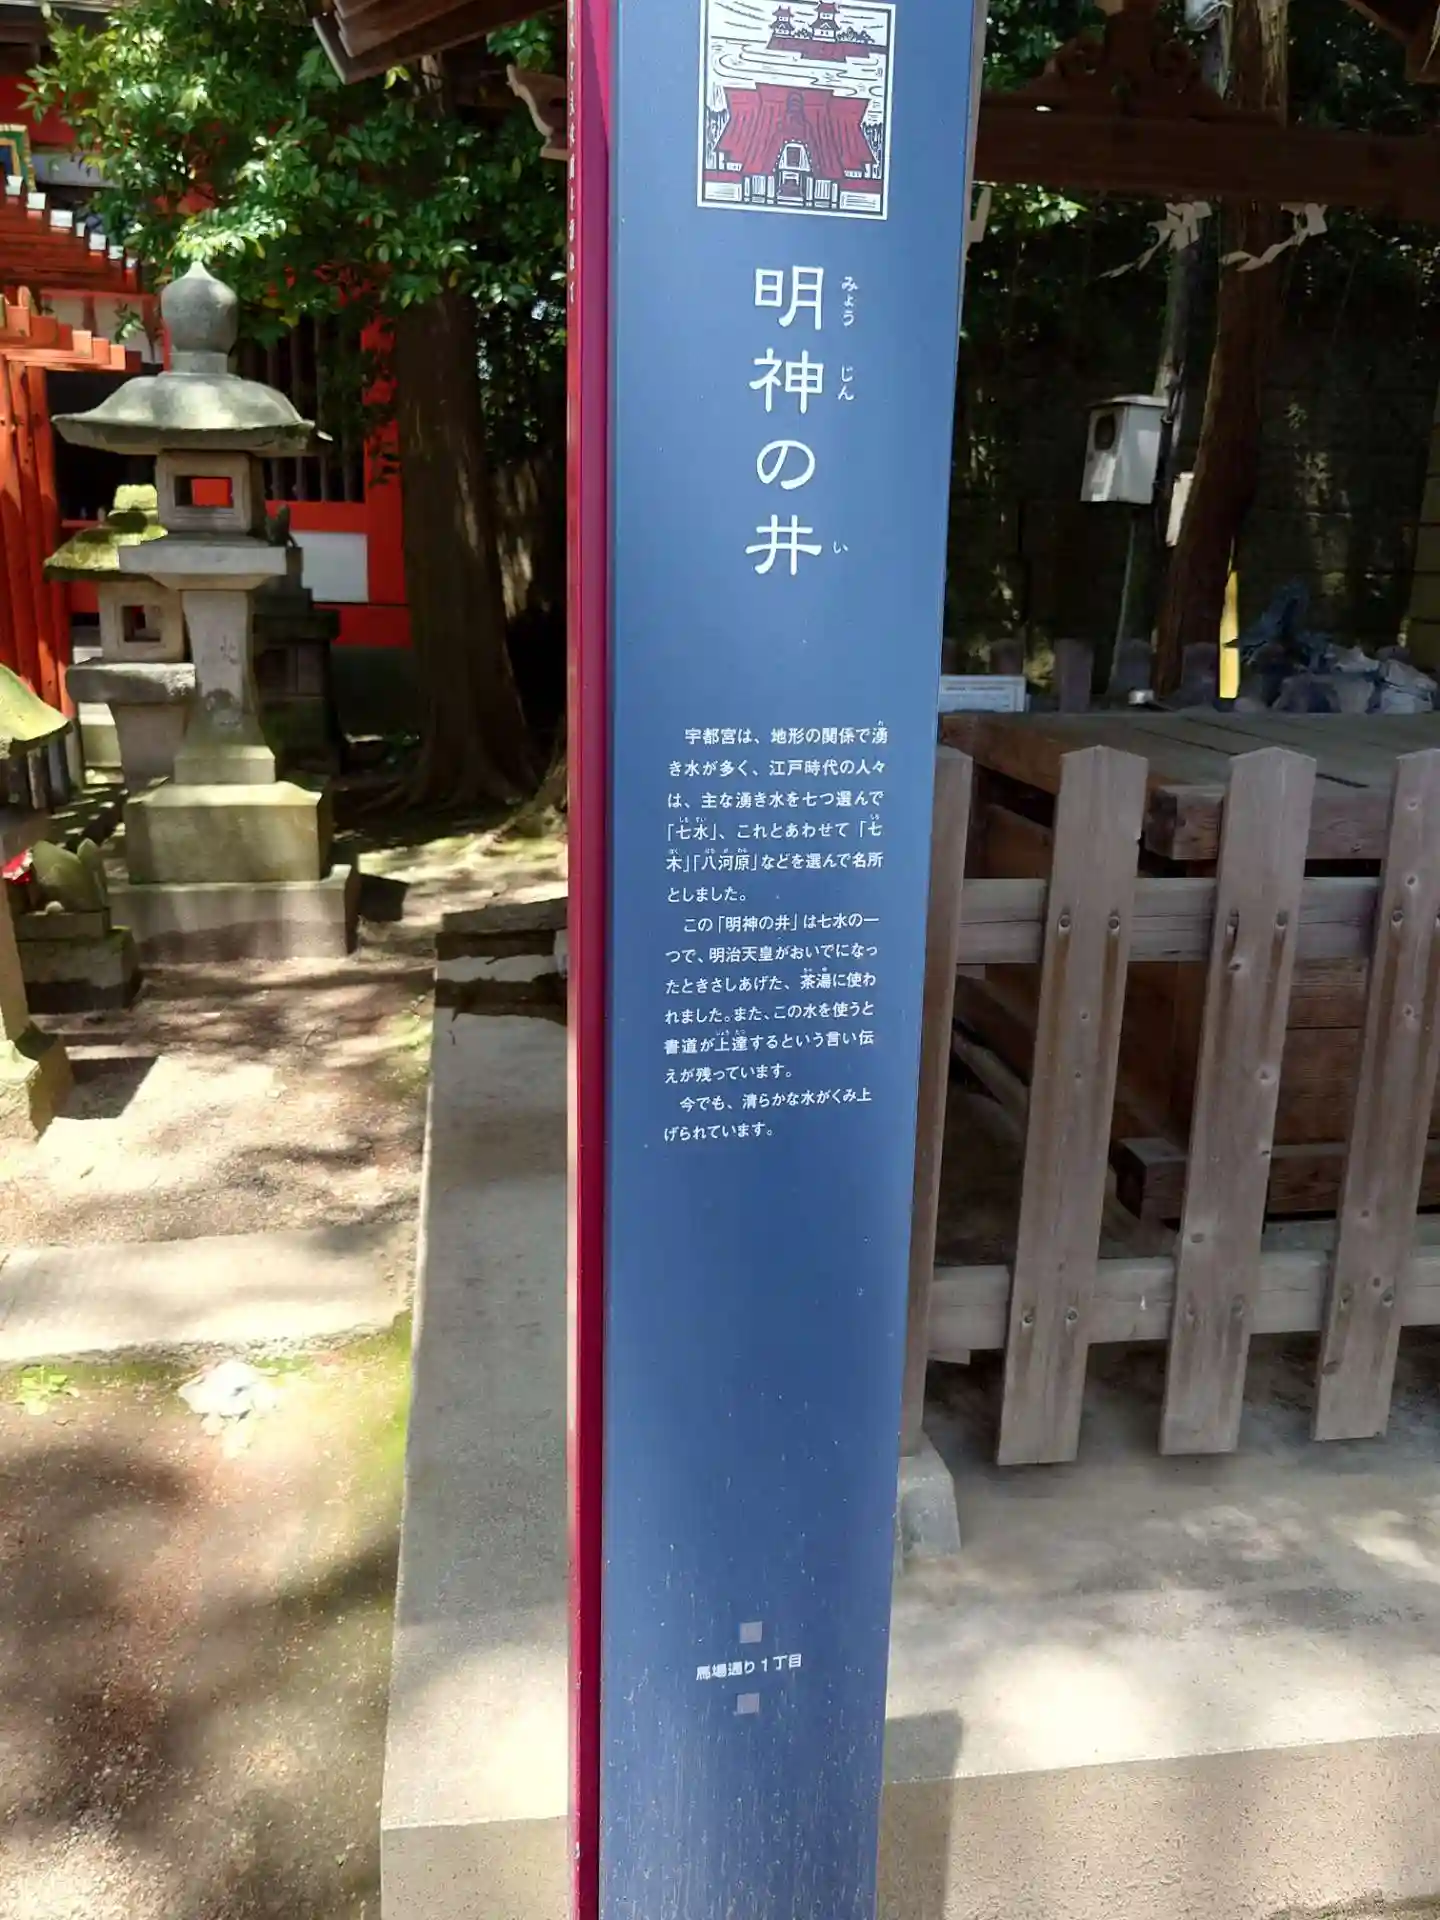 明神の井
みょう
じん
い
宇都宮は、地形の関係で湧
き水が多く、江戸時代の人々
は、主な湧き水を七つ選んで
「七水」、これとあわせて「七
木」「八河原」などを選んで名所
としました。
この「明神の井」は七水の一
つで、明治天皇がおいでになっ
たときさしあげた、茶湯に使わ
れました。また、この水を使うと
書道が上達するという言い伝
えが残っています。
今でも、清らかな水がくみ上
げられています。
馬場通り1丁目